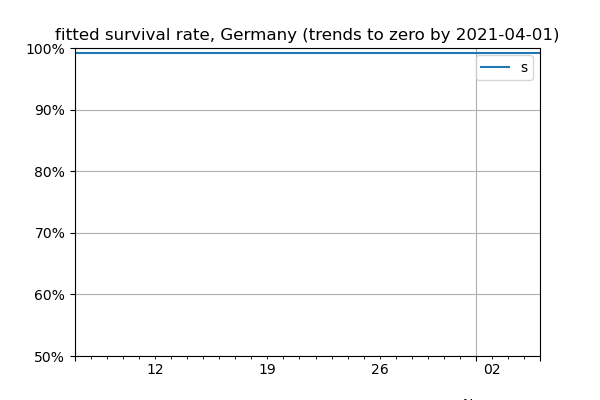 fitted survival rate, Germany (trends to zero by 2021-04-01)
100%
s
90%
80%
70%
60%
50%
12 19 26 02